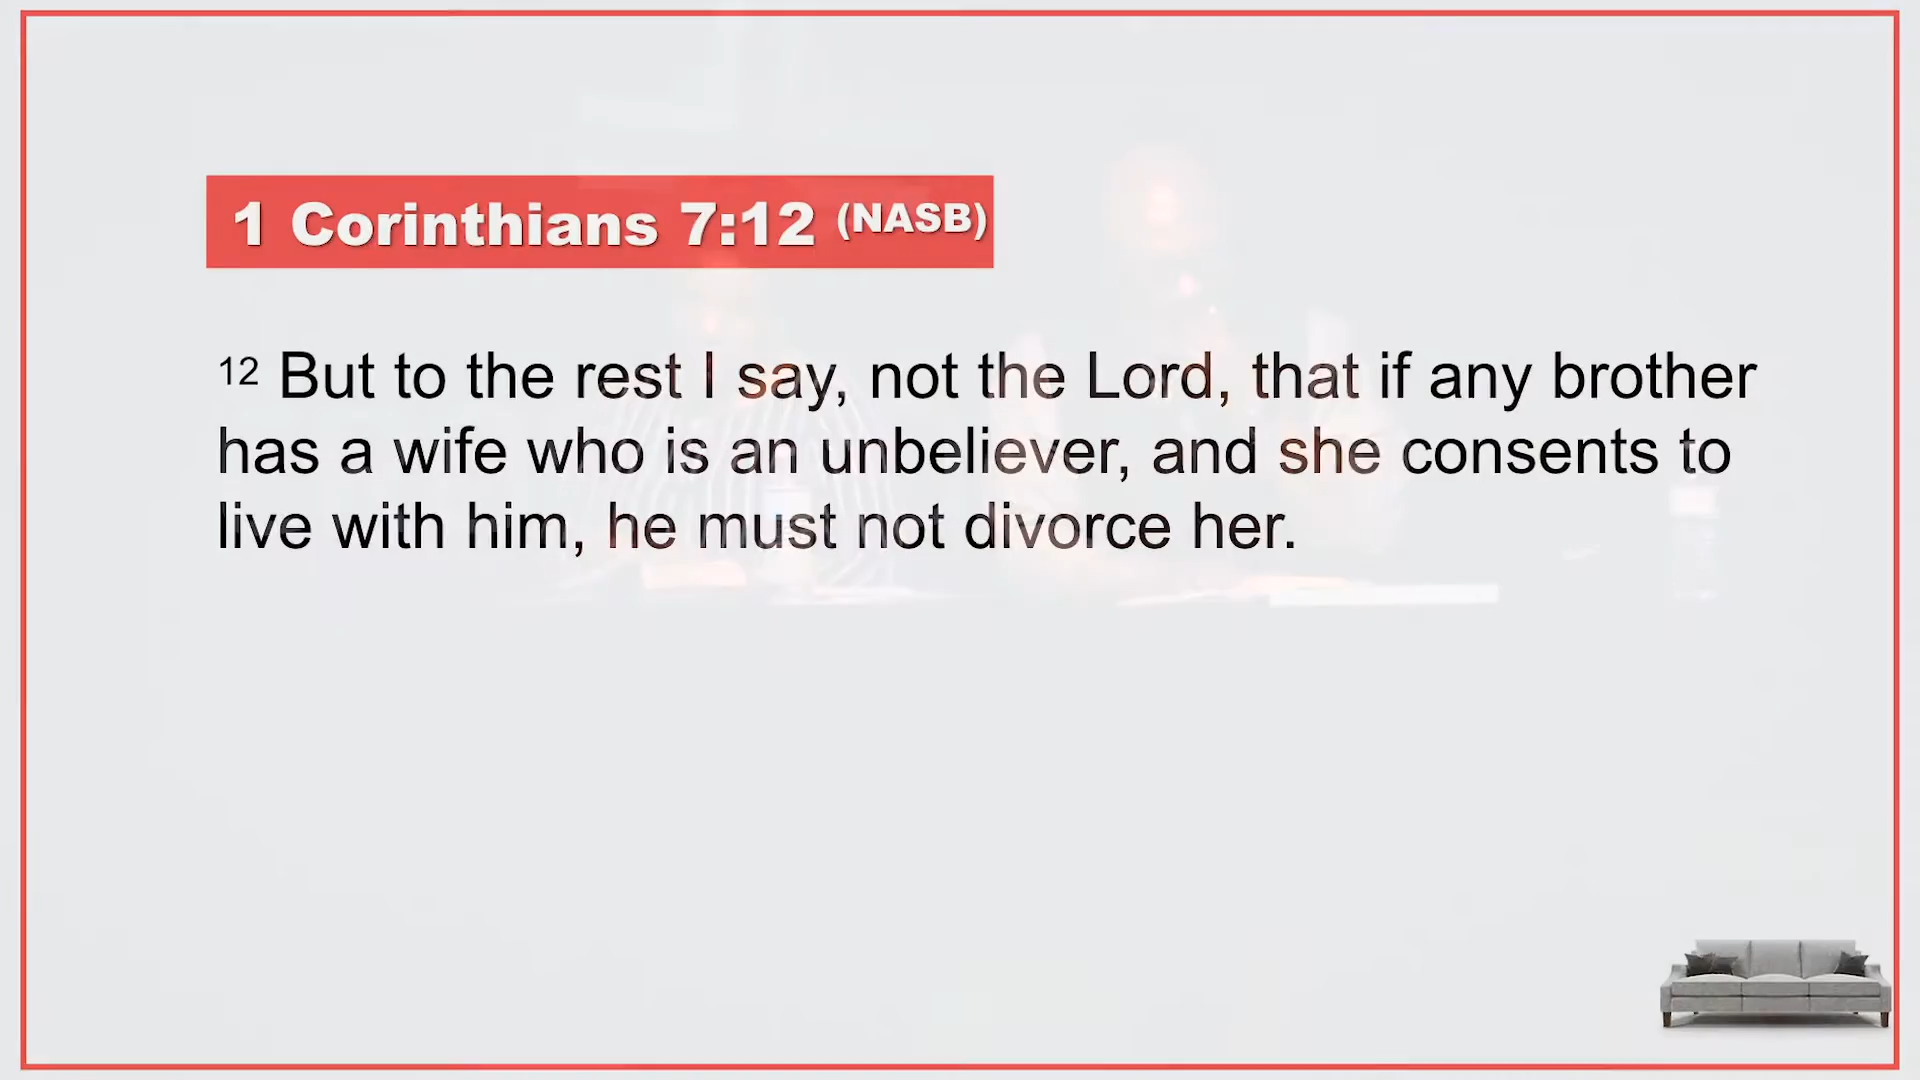 1 Corinthians 7:12 (NASB)
12 But to the rest I say, not the Lord, that if any brother
has a wife who is an unbeliever, and she consents to
live with him, he must not divorce her.